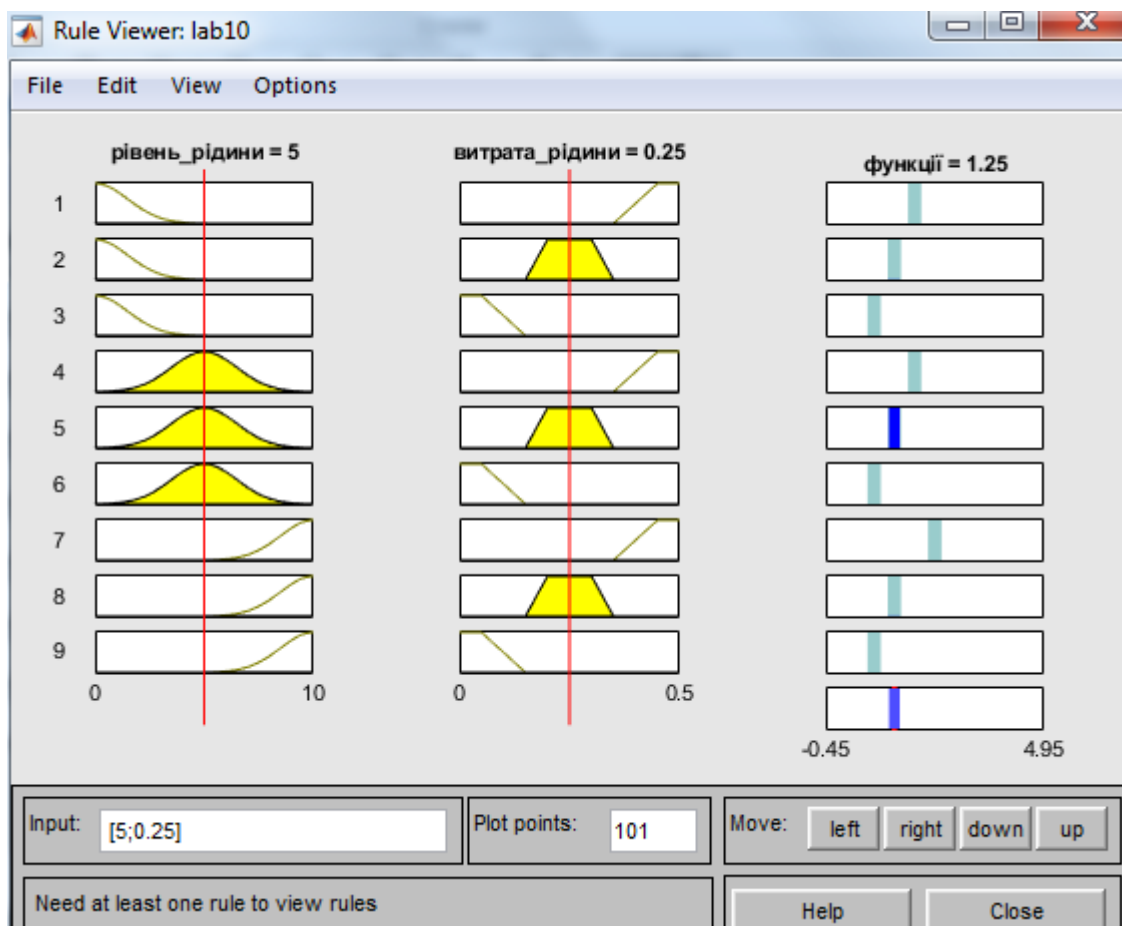 Rule Viewer: lab10
File Edit View Options
рівень_рідини = 5 витрата_рідини = 0.25 функції = 1.25
1
2
3
4
5
6
7
8
9
0 10 0 0.5
-0.45 4.95
Input: [5;0.25] Plot points: 101 Move: left right down up
Need at least one rule to view rules Help Close